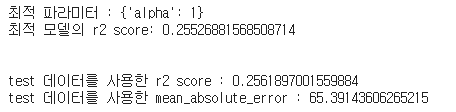 최적 파라미터 : {'alpha': 1}
최적 모델의 r2 score: 0.25526881568508714
test 데이터를 사용한 r2 score : 0.2561897001559884
test 데이터를 사용한 mean_absolute_error : 65.39143606265215